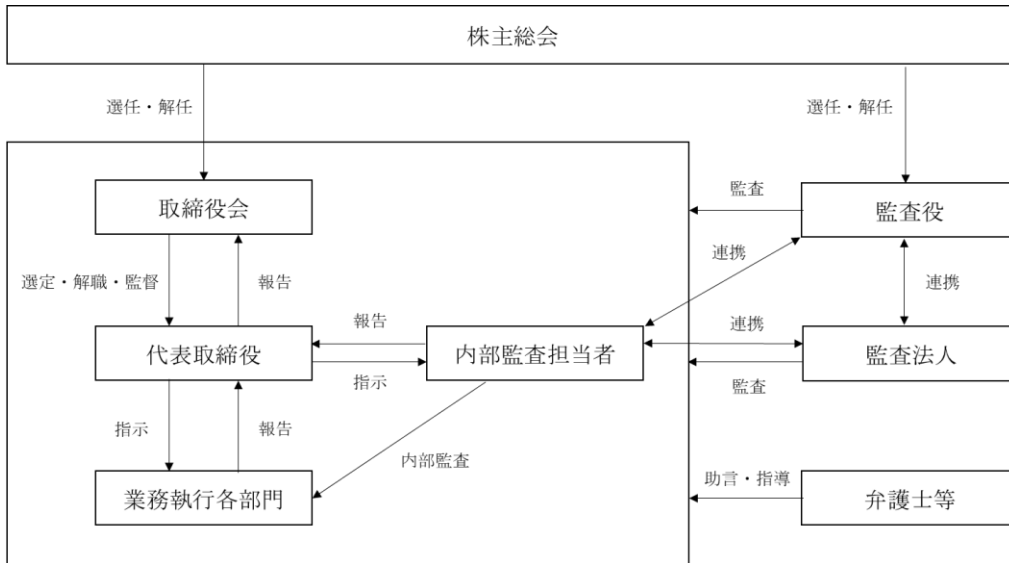 株主総会
選任・解任
選任・解任
取締役会
監査
監査役
選定・解職・監督
報告
連携
連携
代表取締役
報告
指示
内部監査担当者
連携
監査
監査法人
指示
報告
内部監査
業務執行各部門
助言・指導
弁護士等